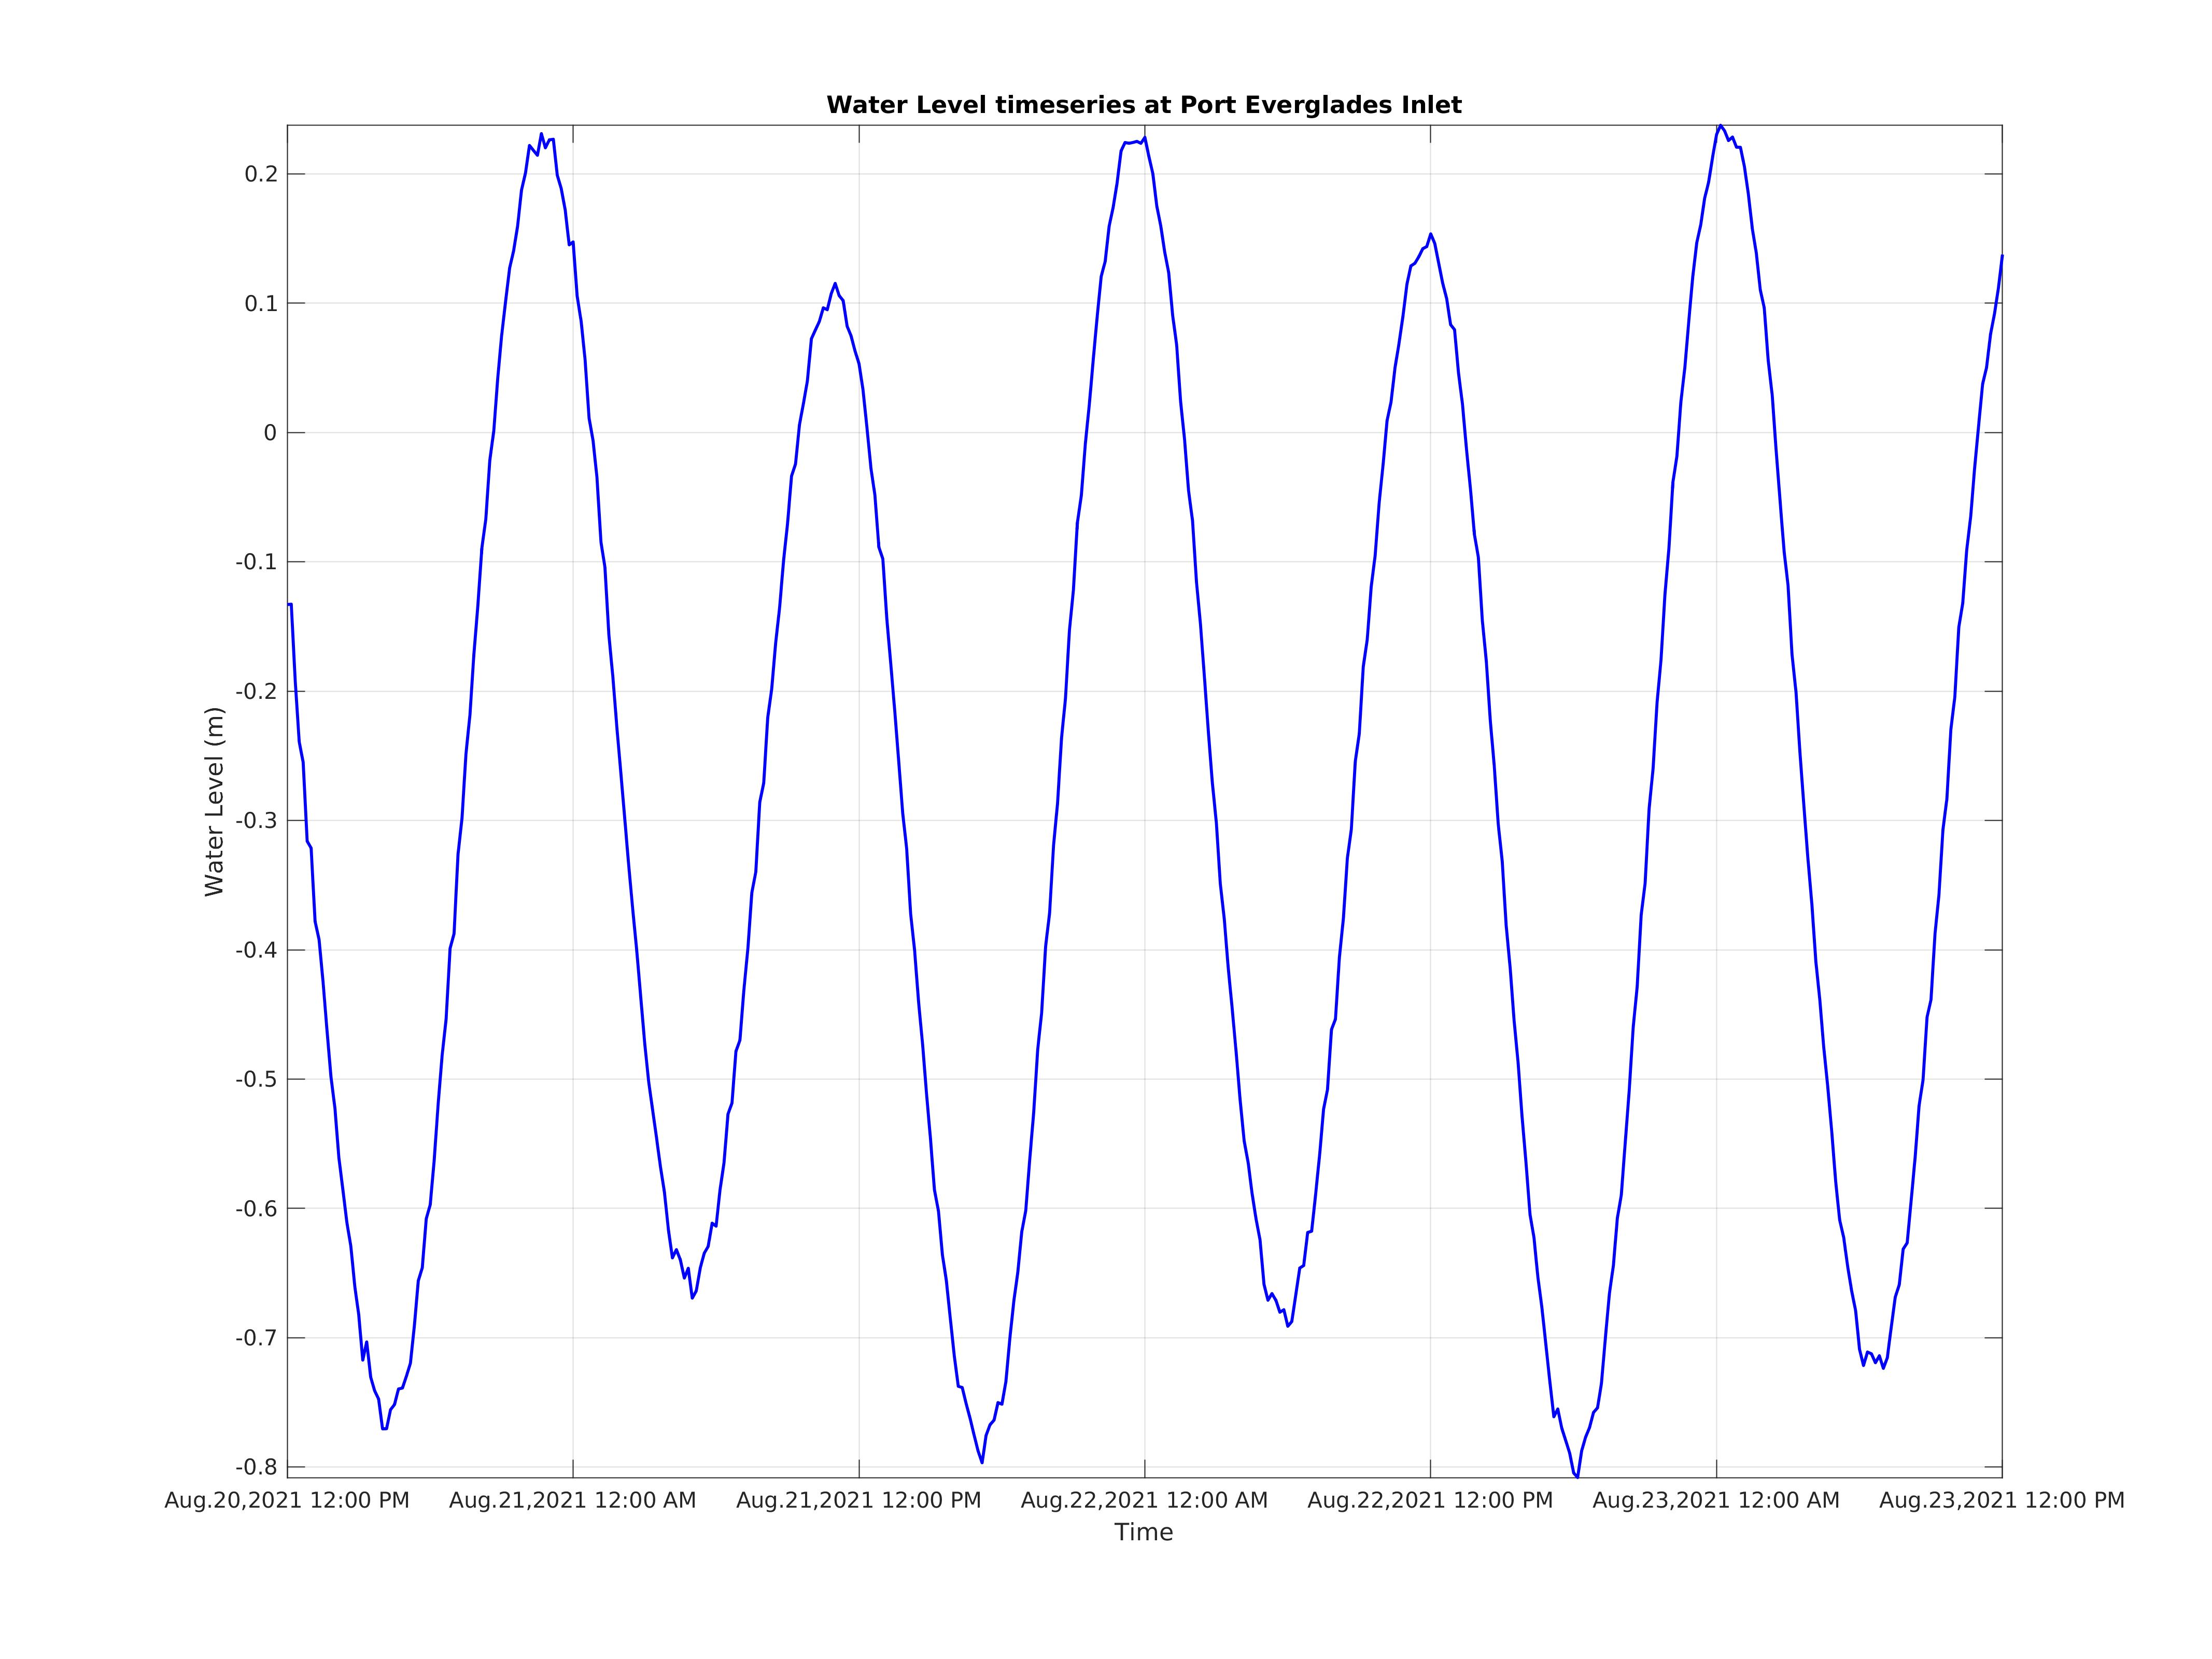 Water Level timeseries at Port Everglades Inlet
0.2
0.1
0
-0.1
-0.2
-0.3
-0.4
-0.5
-0.6
-0.7
-0.8
Water Level (m)
Aug.20,2021 12:00 PM Aug.21,2021 12:00 AM Aug.21,2021 12:00 PM Aug.22,2021 12:00 AM Aug.22,2021 12:00 PM Aug.23,2021 12:00 AM Aug.23,2021 12:00 PM
Time